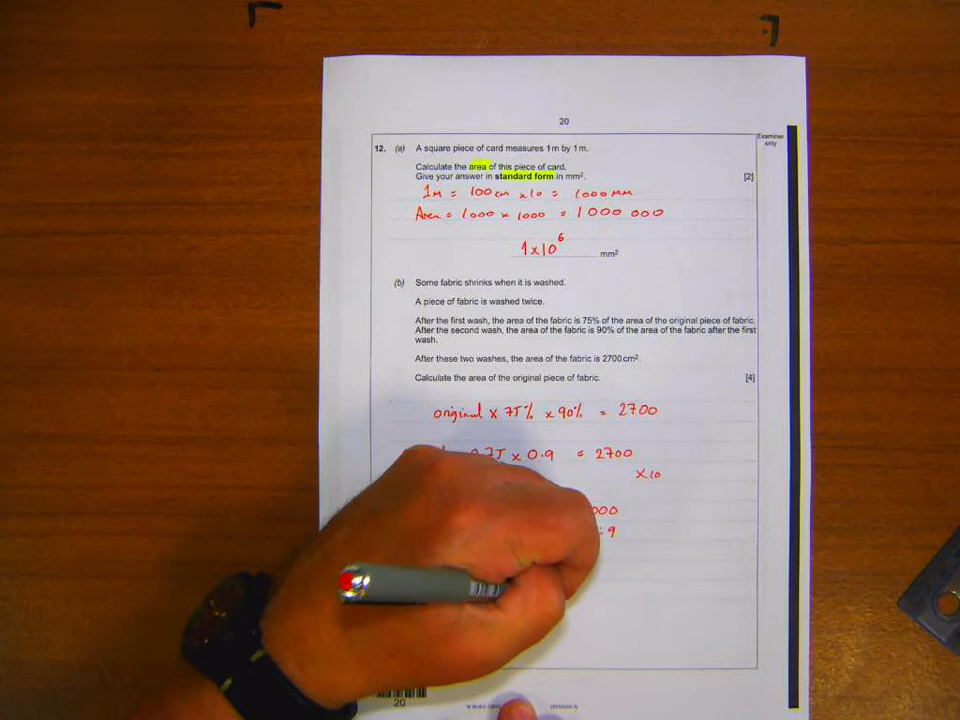 20
Examiner
only
12. (a) A square piece of card measures 1 m by 1 m.
Calculate the area of this piece of card.
Give your answer in standard form in mm².
[2]
1m = 100cm x10 = 1000mm
Area = 1000 x 1000 = 1000 000
1x10⁶ mm²
(b) Some fabric shrinks when it is washed.
A piece of fabric is washed twice.
After the first wash, the area of the fabric is 75% of the area of the original piece of fabric.
After the second wash, the area of the fabric is 90% of the area of the fabric after the first
wash.
After these two washes, the area of the fabric is 2700 cm².
Calculate the area of the original piece of fabric.
[4]
original x 75% x 90% = 2700
0.75 x 0.9 = 2700
x10
000
÷9
20